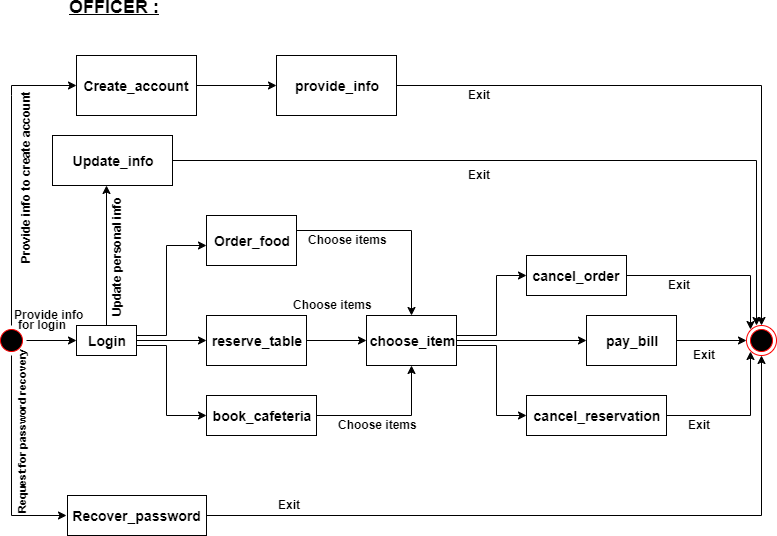 OFFICER :
Create_account
provide_info
Exit
Provide info to create account
Update_info
Exit
Update personal info
Order_food
Choose items
cancel_order
Exit
Choose items
Provide info
for login
Login
reserve_table
choose_item
pay_bill
Exit
book_cafeteria
Choose items
cancel_reservation
Exit
Request for password recovery
Recover_password
Exit